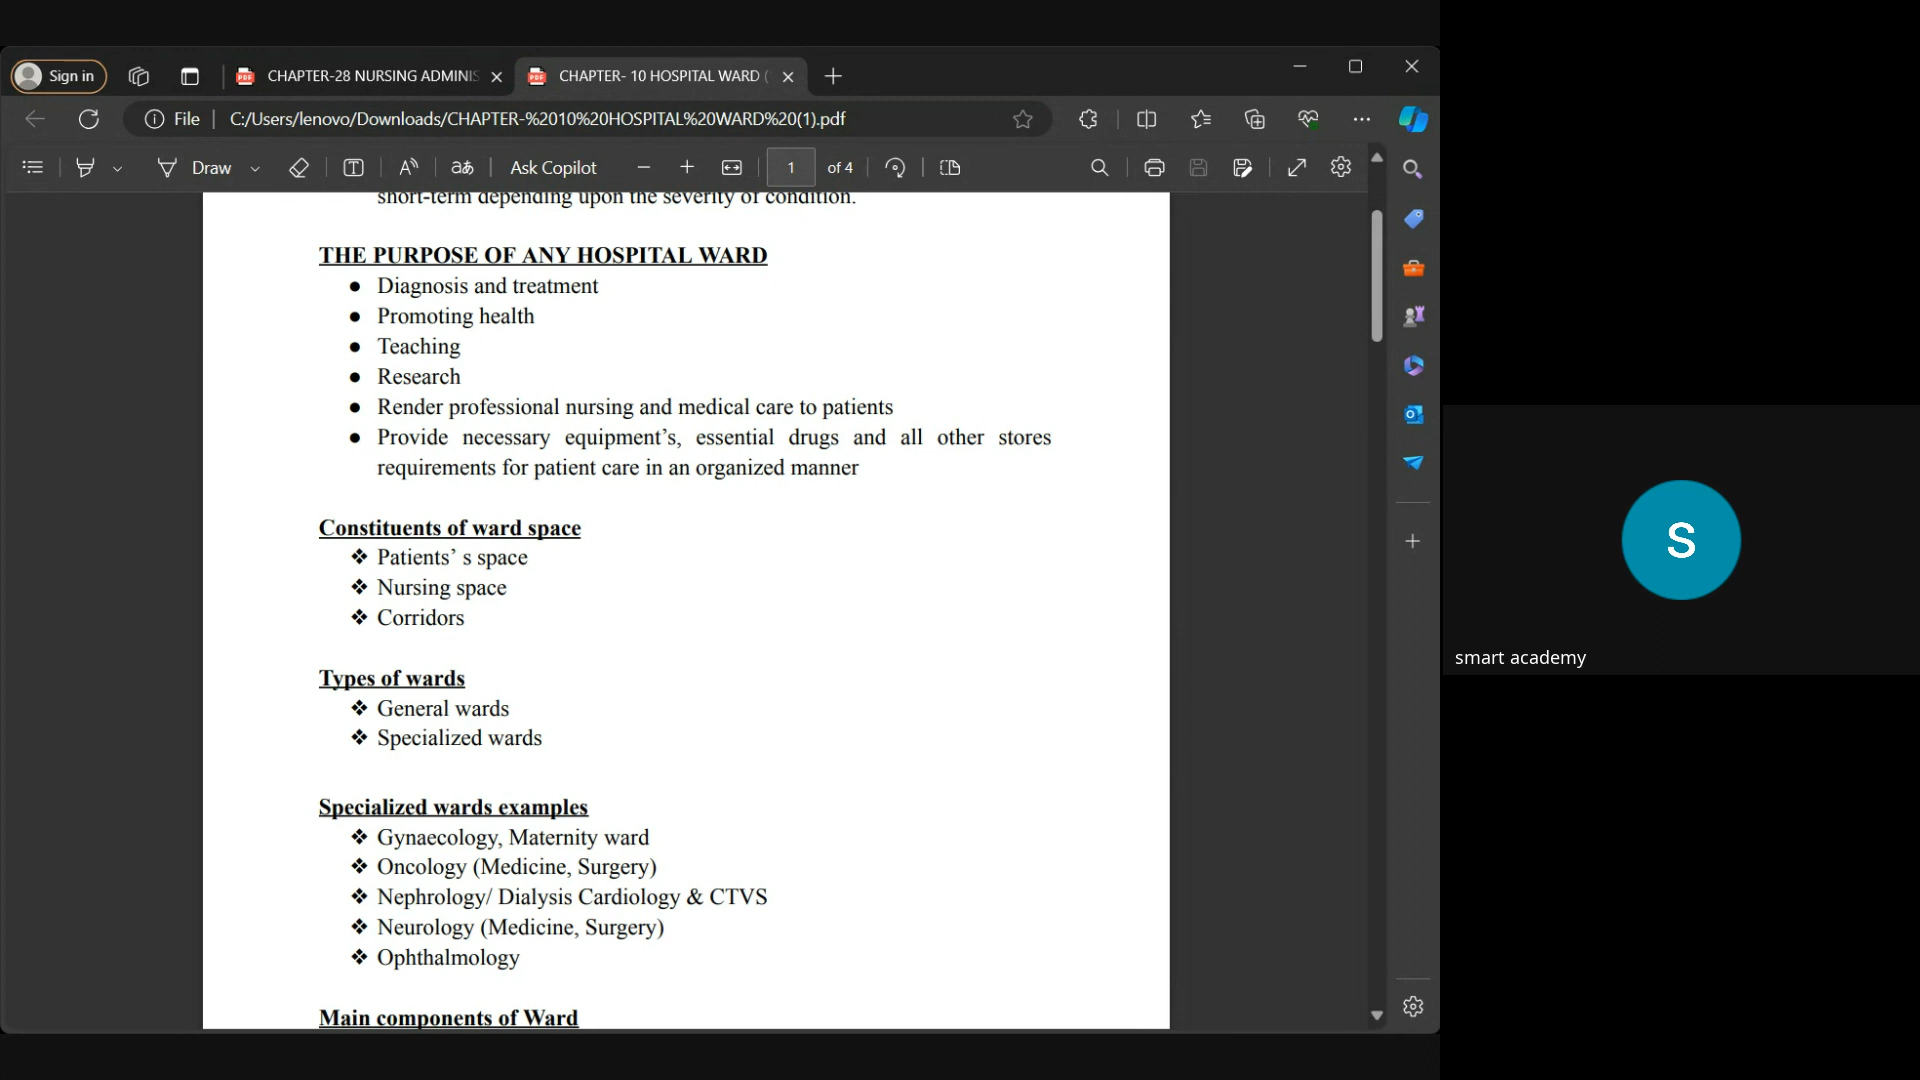 Sign in
CHAPTER-28 NURSING ADMINIS
CHAPTER- 10 HOSPITAL WARD (
File
C:/Users/lenovo/Downloads/CHAPTER-%2010%20HOSPITAL%20WARD%20(1).pdf
Draw
aあ
Ask Copilot
1 of 4
short-term depending upon the severity of condition.
THE PURPOSE OF ANY HOSPITAL WARD
● Diagnosis and treatment
● Promoting health
● Teaching
● Research
● Render professional nursing and medical care to patients
● Provide necessary equipment’s, essential drugs and all other stores
requirements for patient care in an organized manner
Constituents of ward space
❖ Patients’ s space
❖ Nursing space
❖ Corridors
Types of wards
❖ General wards
❖ Specialized wards
Specialized wards examples
❖ Gynaecology, Maternity ward
❖ Oncology (Medicine, Surgery)
❖ Nephrology/ Dialysis Cardiology & CTVS
❖ Neurology (Medicine, Surgery)
❖ Ophthalmology
Main components of Ward
S
smart academy